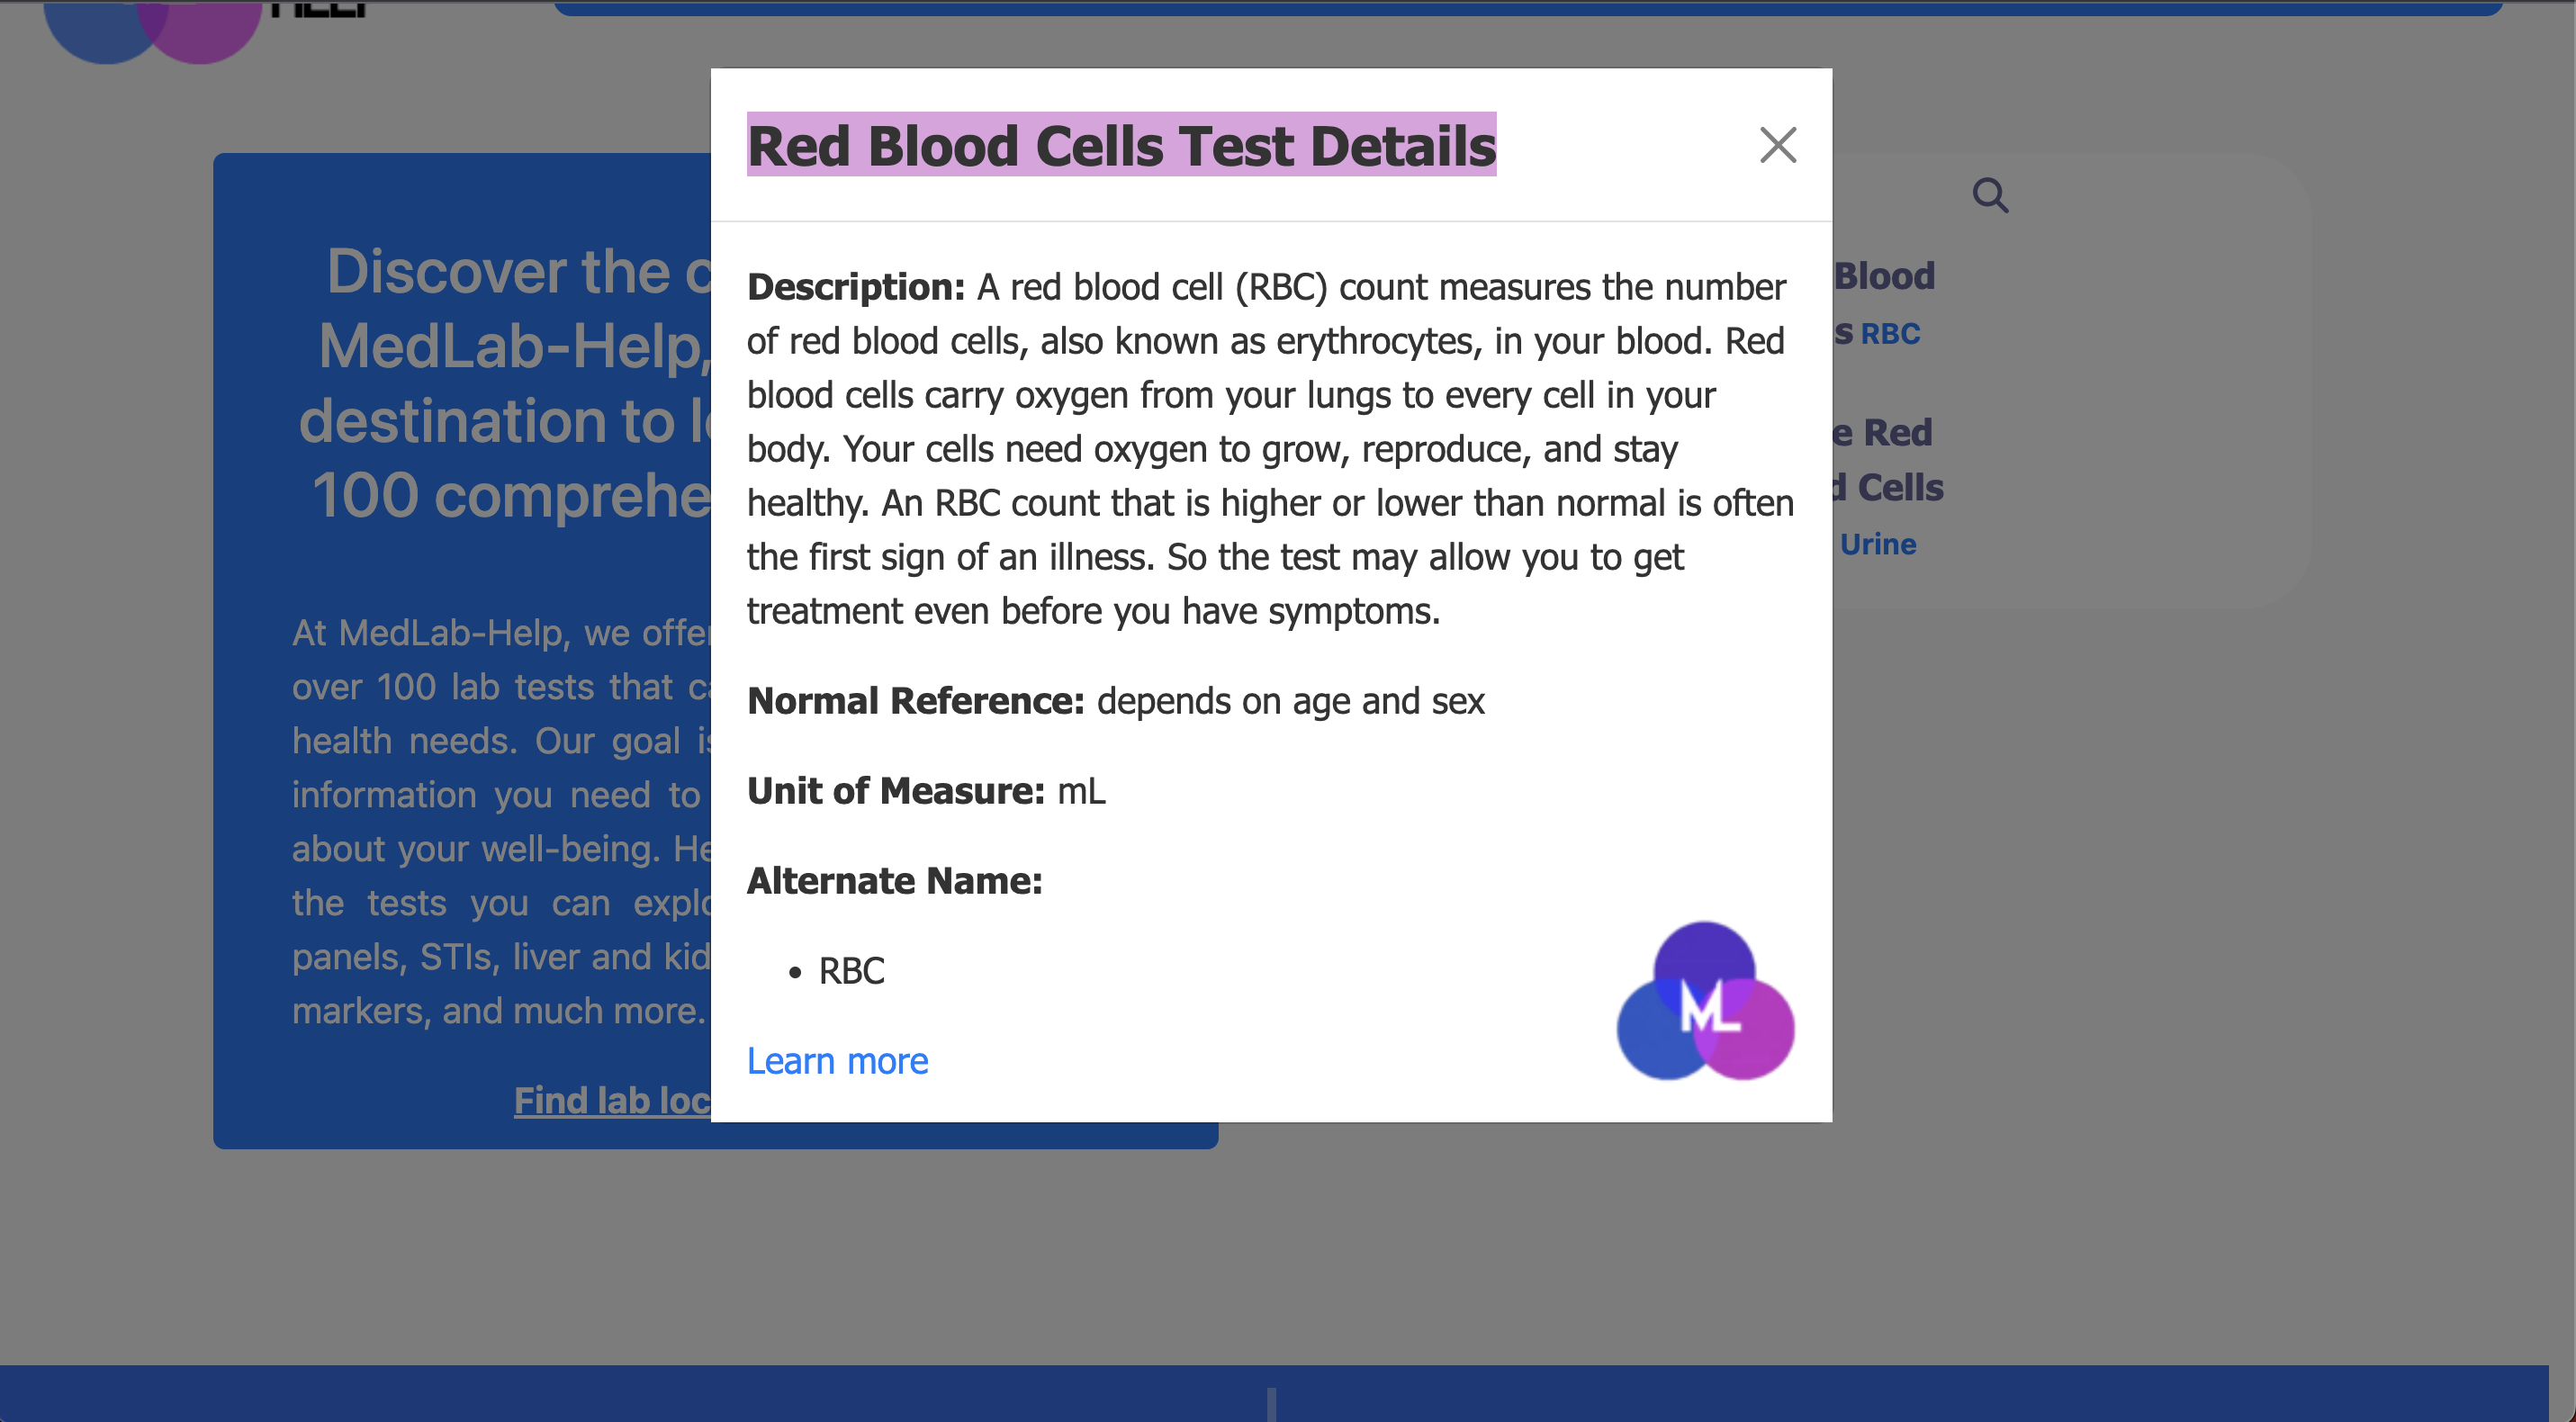 Red Blood Cells Test Details
Description: A red blood cell (RBC) count measures the number
of red blood cells, also known as erythrocytes, in your blood. Red
blood cells carry oxygen from your lungs to every cell in your
body. Your cells need oxygen to grow, reproduce, and stay
healthy. An RBC count that is higher or lower than normal is often
the first sign of an illness. So the test may allow you to get
treatment even before you have symptoms.
Normal Reference: depends on age and sex
Unit of Measure: mL
Alternate Name:
• RBC
Learn more
ML
Discover the
MedLab-Help,
destination to
100
At MedLab-Help, we
over 100 lab tests that
health needs. Our goal
information you need to
about your well-being.
the tests you can
panels, STIs, liver and
markers, and much more.
Find lab
Blood
RBC
Red
Cells
Urine